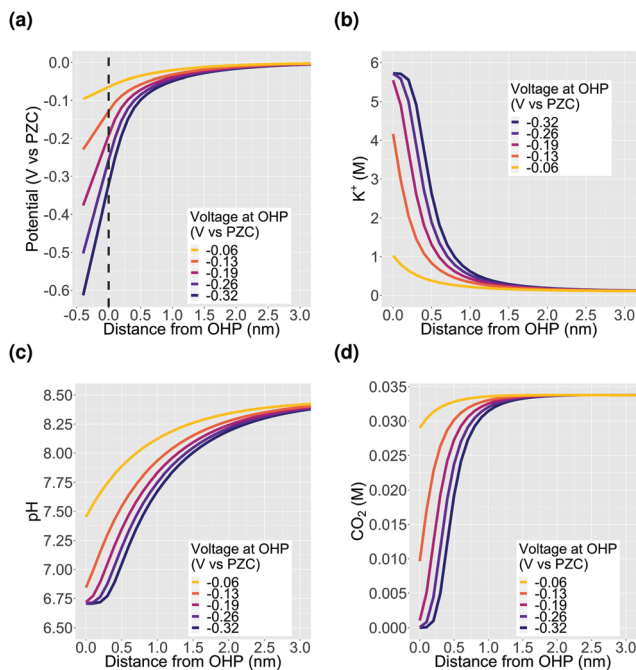 (a)
0.0
-0.1
-0.2
-0.3
-0.4
-0.5
-0.6
Potential (V vs PZC)
Voltage at OHP
(V vs PZC)
-0.06
-0.13
-0.19
-0.26
-0.32
-0.5 0.0 0.5 1.0 1.5 2.0 2.5 3.0
Distance from OHP (nm)
(b)
6
5
4
3
2
1
0
K+ (M)
Voltage at OHP
(V vs PZC)
-0.32
-0.26
-0.19
-0.13
-0.06
0.0 0.5 1.0 1.5 2.0 2.5 3.0
Distance from OHP (nm)
(c)
8.50
8.25
8.00
7.75
7.50
7.25
7.00
6.75
6.50
pH
Voltage at OHP
(V vs PZC)
-0.06
-0.13
-0.19
-0.26
-0.32
0.0 0.5 1.0 1.5 2.0 2.5 3.0
Distance from OHP (nm)
(d)
0.035
0.030
0.025
0.020
0.015
0.010
0.005
0.000
CO2 (M)
Voltage at OHP
(V vs PZC)
-0.06
-0.13
-0.19
-0.26
-0.32
0.0 0.5 1.0 1.5 2.0 2.5 3.0
Distance from OHP (nm)